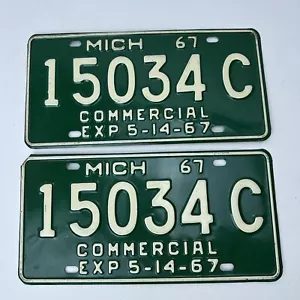 MICH 67
15034 C
COMMERCIAL
EXP 5-14-67
MICH 67
15034 C
COMMERCIAL
EXP 5-14-67